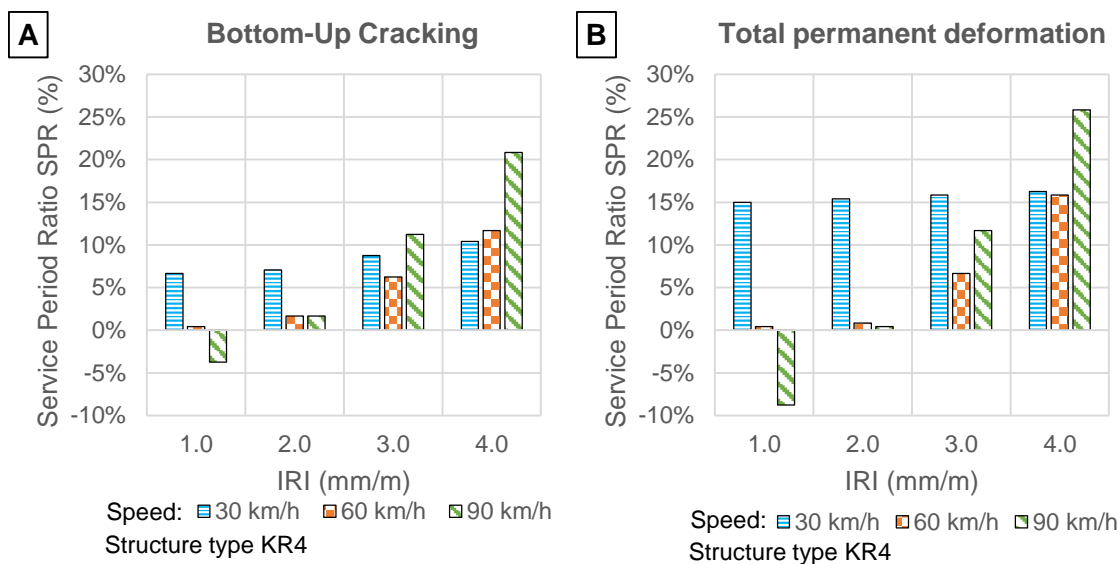 A
Bottom-Up Cracking
Service Period Ratio SPR (%)
30%
25%
20%
15%
10%
5%
0%
-5%
-10%
1.0 2.0 3.0 4.0
IRI (mm/m)
Speed: 30 km/h 60 km/h 90 km/h
Structure type KR4
B
Total permanent deformation
Service Period Ratio SPR (%)
30%
25%
20%
15%
10%
5%
0%
-5%
-10%
1.0 2.0 3.0 4.0
IRI (mm/m)
Speed: 30 km/h 60 km/h 90 km/h
Structure type KR4